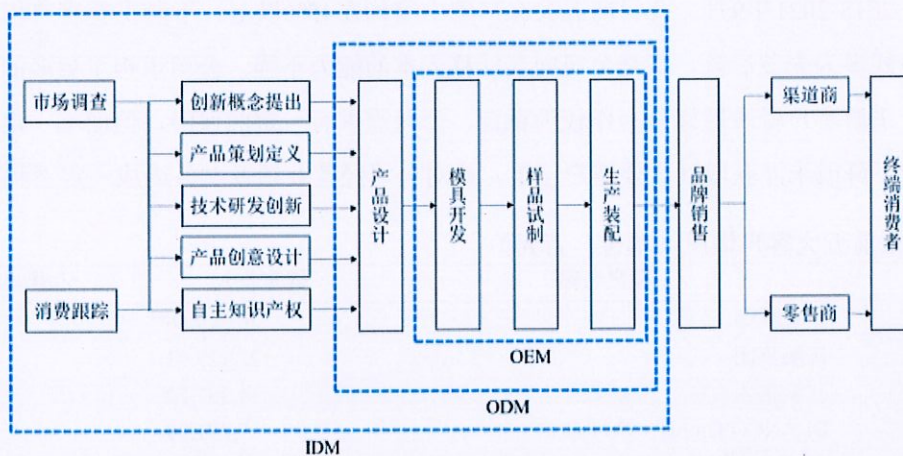 市场调查
消费跟踪
创新概念提出
产品策划定义
技术研发创新
产品创意设计
自主知识产权
产品设计
模具开发
样品试制
生产装配
品牌销售
渠道商
零售商
终端消费者
OEM
ODM
IDM